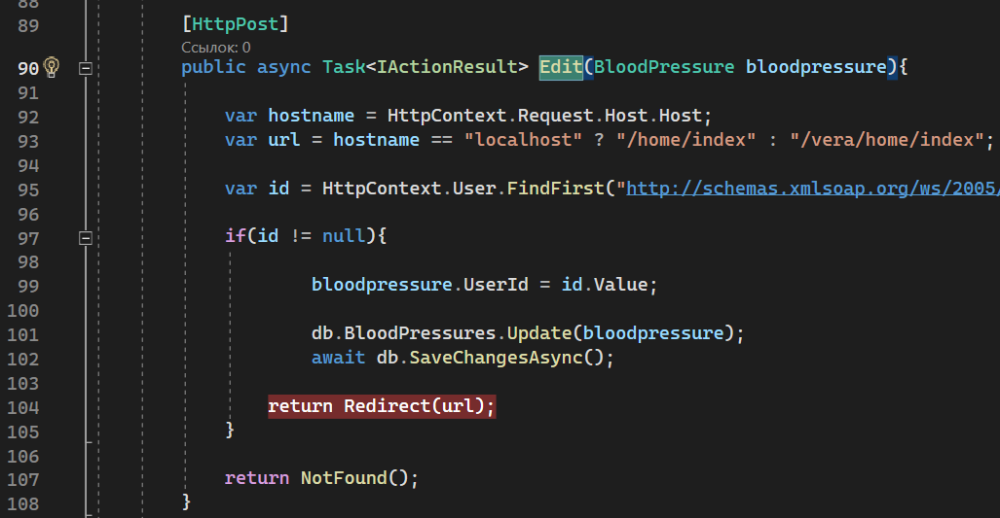 88
89 [HttpPost]
Ссылок: 0
90 public async Task<IActionResult> Edit(BloodPressure bloodpressure){
91
92 var hostname = HttpContext.Request.Host.Host;
93 var url = hostname == "localhost" ? "/home/index" : "/vera/home/index";
94
95 var id = HttpContext.User.FindFirst("http://schemas.xmlsoap.org/ws/2005/
96
97 if(id != null){
98
99 bloodpressure.UserId = id.Value;
100
101 db.BloodPressures.Update(bloodpressure);
102 await db.SaveChangesAsync();
103
104 return Redirect(url);
105 }
106
107 return NotFound();
108 }